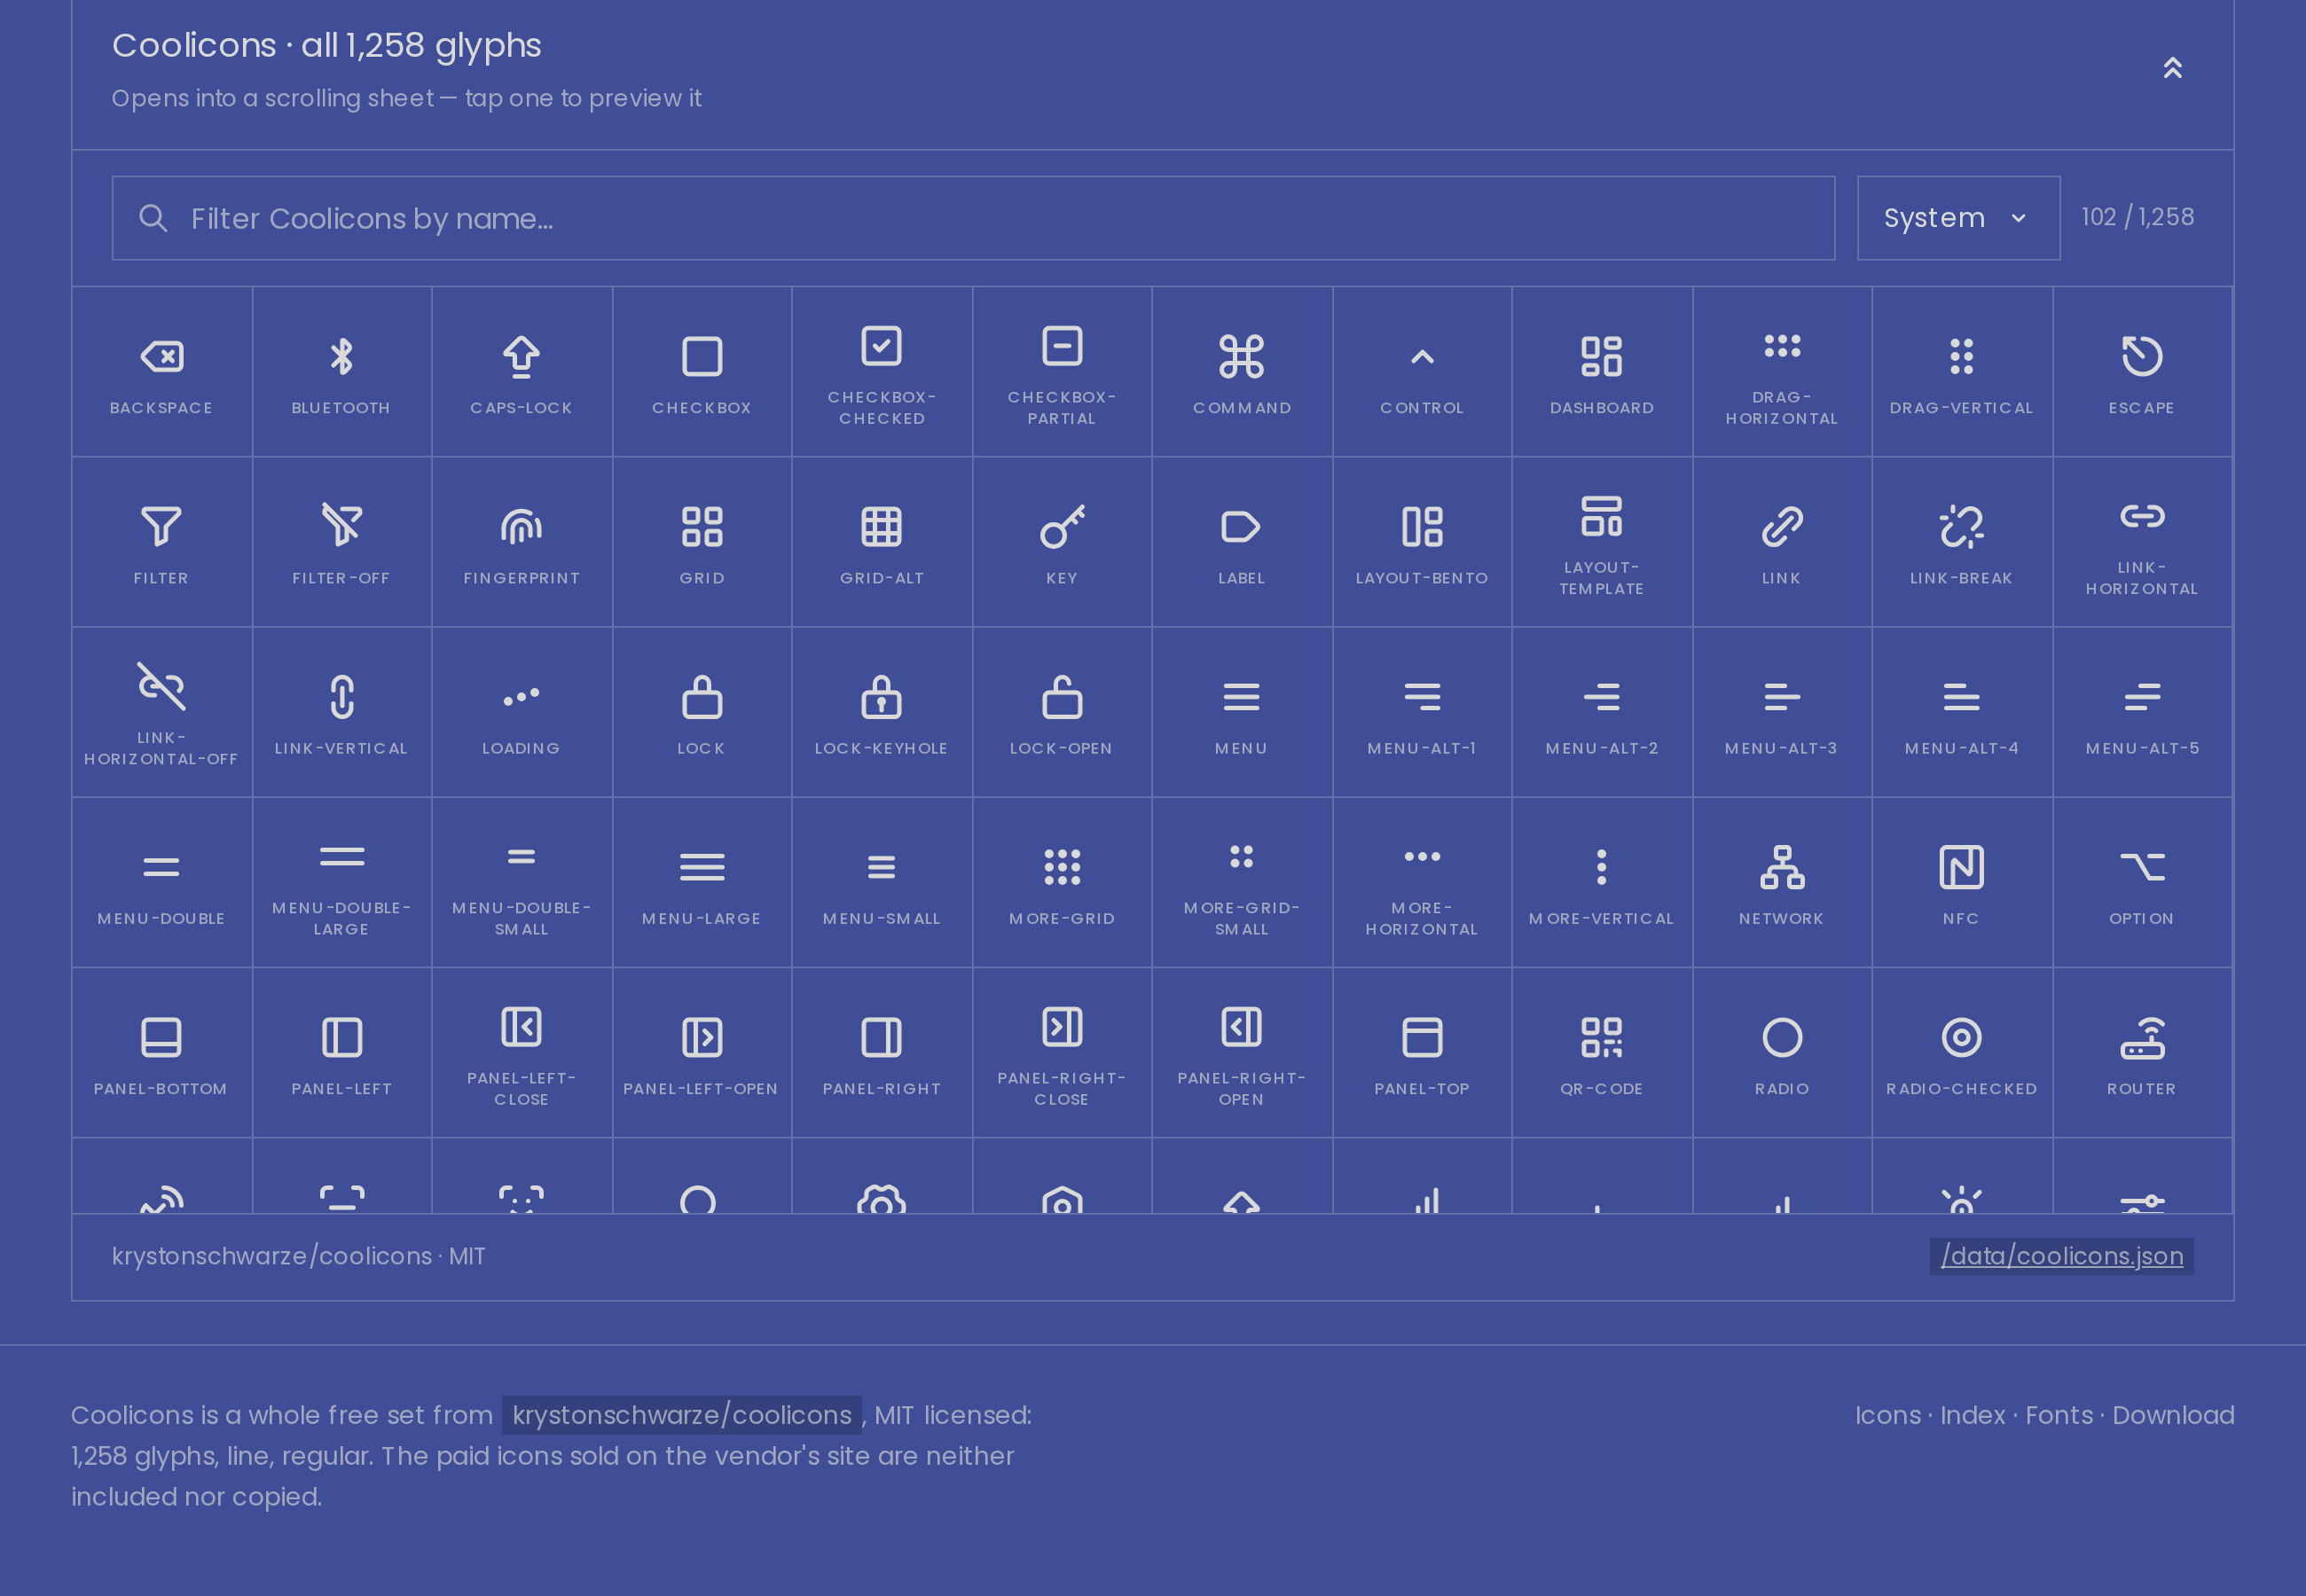 Coolicons · all 1,258 glyphs
Opens into a scrolling sheet — tap one to preview it
Filter Coolicons by name...
System
102 / 1,258
BACKSPACE
BLUETOOTH
CAPS-LOCK
CHECKBOX
CHECKBOX-
CHECKED
CHECKBOX-
PARTIAL
COMMAND
CONTROL
DASHBOARD
DRAG-
HORIZONTAL
DRAG-VERTICAL
ESCAPE
FILTER
FILTER-OFF
FINGERPRINT
GRID
GRID-ALT
KEY
LABEL
LAYOUT-BENTO
LAYOUT-
TEMPLATE
LINK
LINK-BREAK
LINK-
HORIZONTAL
LINK-
HORIZONTAL-OFF
LINK-VERTICAL
LOADING
LOCK
LOCK-KEYHOLE
LOCK-OPEN
MENU
MENU-ALT-1
MENU-ALT-2
MENU-ALT-3
MENU-ALT-4
MENU-ALT-5
MENU-DOUBLE
MENU-DOUBLE-
LARGE
MENU-DOUBLE-
SMALL
MENU-LARGE
MENU-SMALL
MORE-GRID
MORE-GRID-
SMALL
MORE-
HORIZONTAL
MORE-VERTICAL
NETWORK
NFC
OPTION
PANEL-BOTTOM
PANEL-LEFT
PANEL-LEFT-
CLOSE
PANEL-LEFT-OPEN
PANEL-RIGHT
PANEL-RIGHT-
CLOSE
PANEL-RIGHT-
OPEN
PANEL-TOP
QR-CODE
RADIO
RADIO-CHECKED
ROUTER
krystonschwarze/coolicons · MIT
/data/coolicons.json
Coolicons is a whole free set from krystonschwarze/coolicons , MIT licensed:
1,258 glyphs, line, regular. The paid icons sold on the vendor's site are neither
included nor copied.
Icons · Index · Fonts · Download